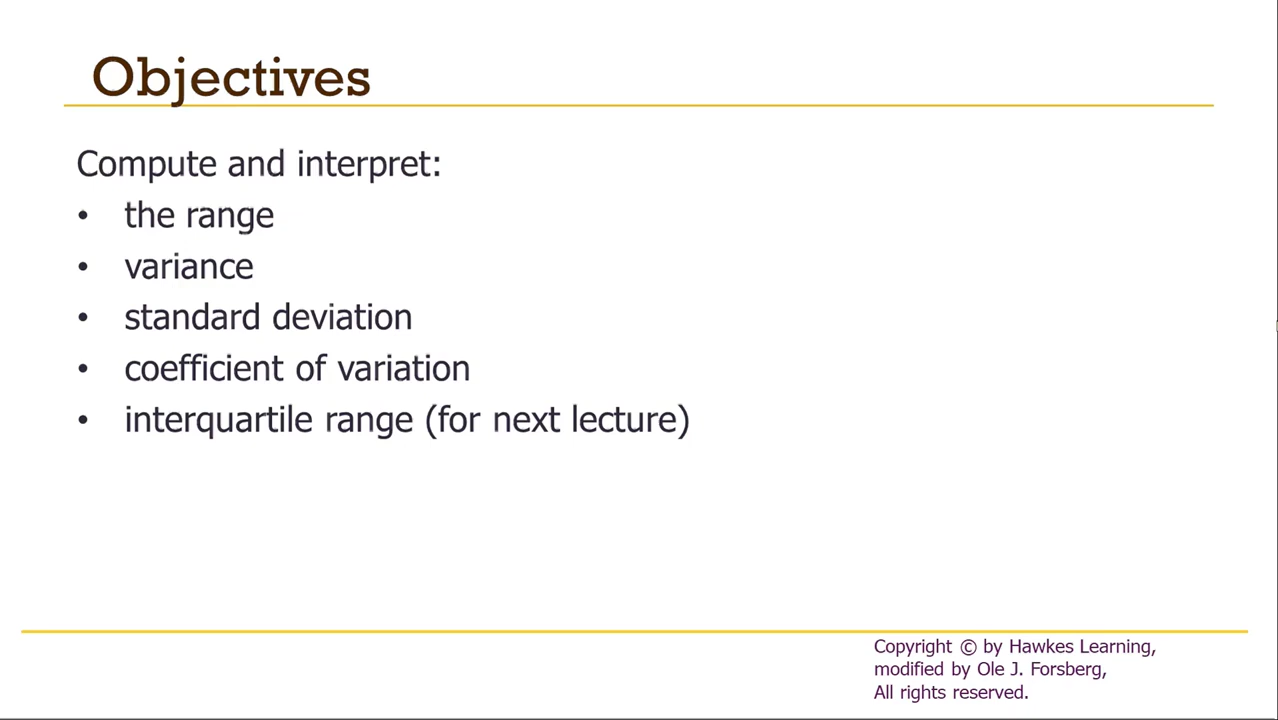 Objectives
Compute and interpret:
• the range
• variance
• standard deviation
• coefficient of variation
• interquartile range (for next lecture)
Copyright © by Hawkes Learning,
modified by Ole J. Forsberg,
All rights reserved.